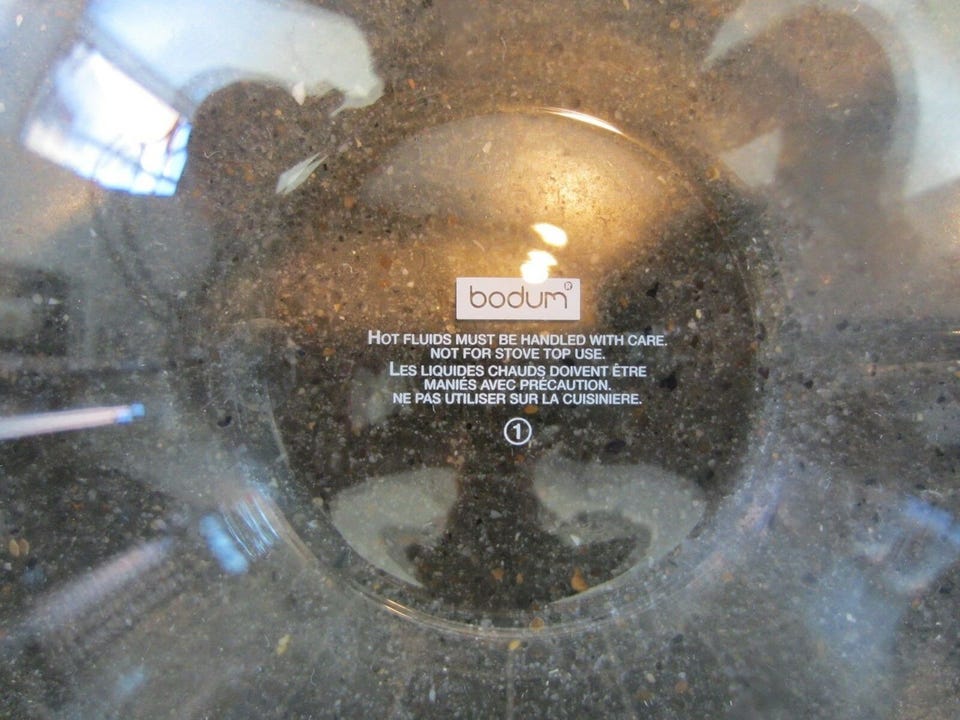 bodum®
HOT FLUIDS MUST BE HANDLED WITH CARE.
NOT FOR STOVE TOP USE.
LES LIQUIDES CHAUDS DOIVENT ÊTRE
MANIÉS AVEC PRÉCAUTION.
NE PAS UTILISER SUR LA CUISINIERE.
1